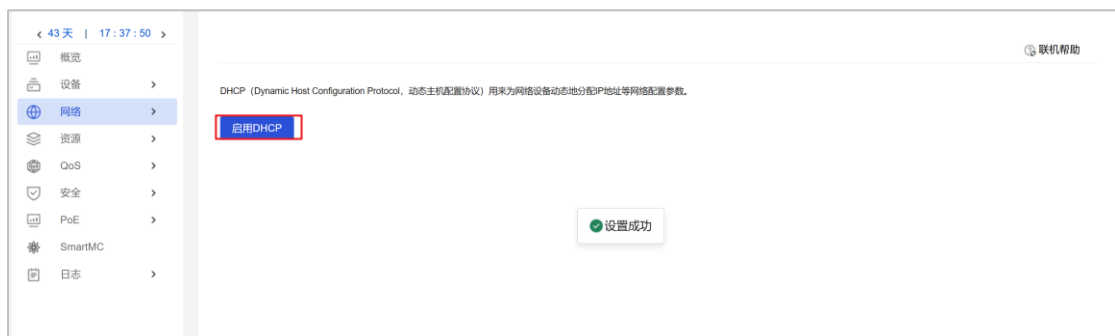 43 天 | 17 : 37 : 50
概览
联机帮助
设备
DHCP（Dynamic Host Configuration Protocol，动态主机配置协议）用来为网络设备动态地分配IP地址等网络配置参数。
网络
启用DHCP
资源
QoS
安全
PoE
设置成功
SmartMC
日志